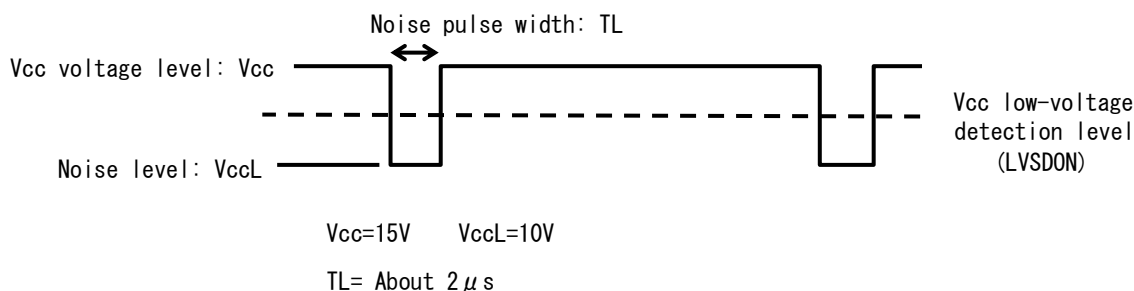 Noise pulse width: TL
Vcc voltage level: Vcc
Vcc low-voltage
detection level
(LVSDON)
Noise level: VccL
Vcc=15V VccL=10V
TL= About 2μs